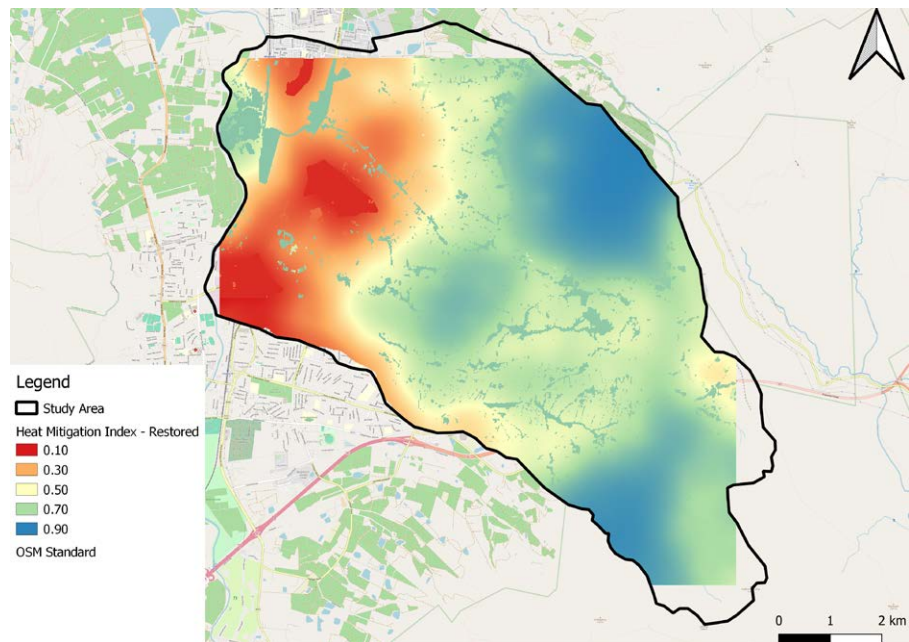 Legend
Study Area
Heat Mitigation Index - Restored
0.10
0.30
0.50
0.70
0.90
OSM Standard
0 1 2 km